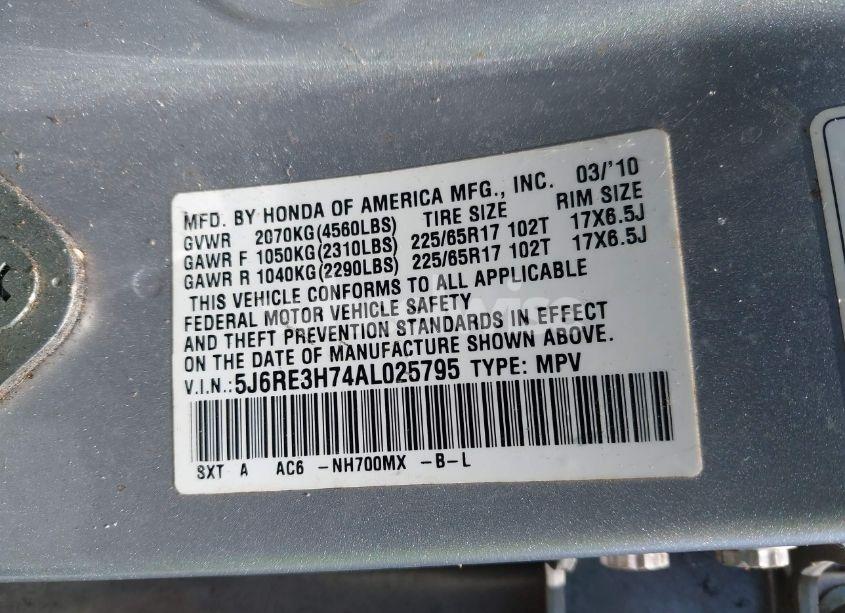 MFD. BY HONDA OF AMERICA MFG., INC. 03/'10
GVWR 2070KG(4560LBS) TIRE SIZE RIM SIZE
GAWR F 1050KG(2310LBS) 225/65R17 102T 17X6.5J
GAWR R 1040KG(2290LBS) 225/65R17 102T 17X6.5J
THIS VEHICLE CONFORMS TO ALL APPLICABLE
FEDERAL MOTOR VEHICLE SAFETY
AND THEFT PREVENTION STANDARDS IN EFFECT
ON THE DATE OF MANUFACTURE SHOWN ABOVE.
V.I.N.:5J6RE3H74AL025795 TYPE: MPV
SXT A AC6 -NH700MX -B-L